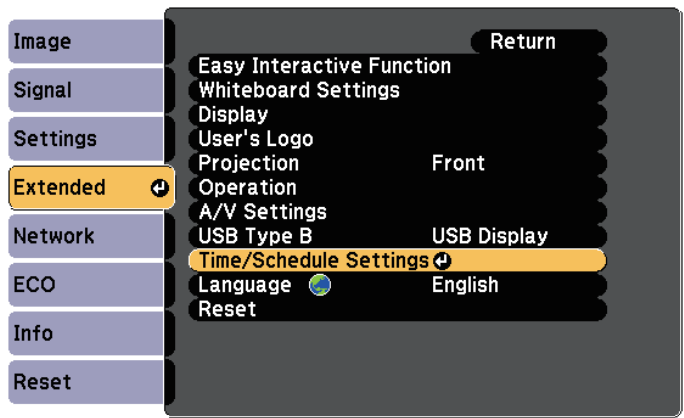 Image
Signal
Settings
Extended
Network
ECO
Info
Reset
Return
Easy Interactive Function
Whiteboard Settings
Display
User's Logo
Projection Front
Operation
A/V Settings
USB Type B USB Display
Time/Schedule Settings
Language English
Reset